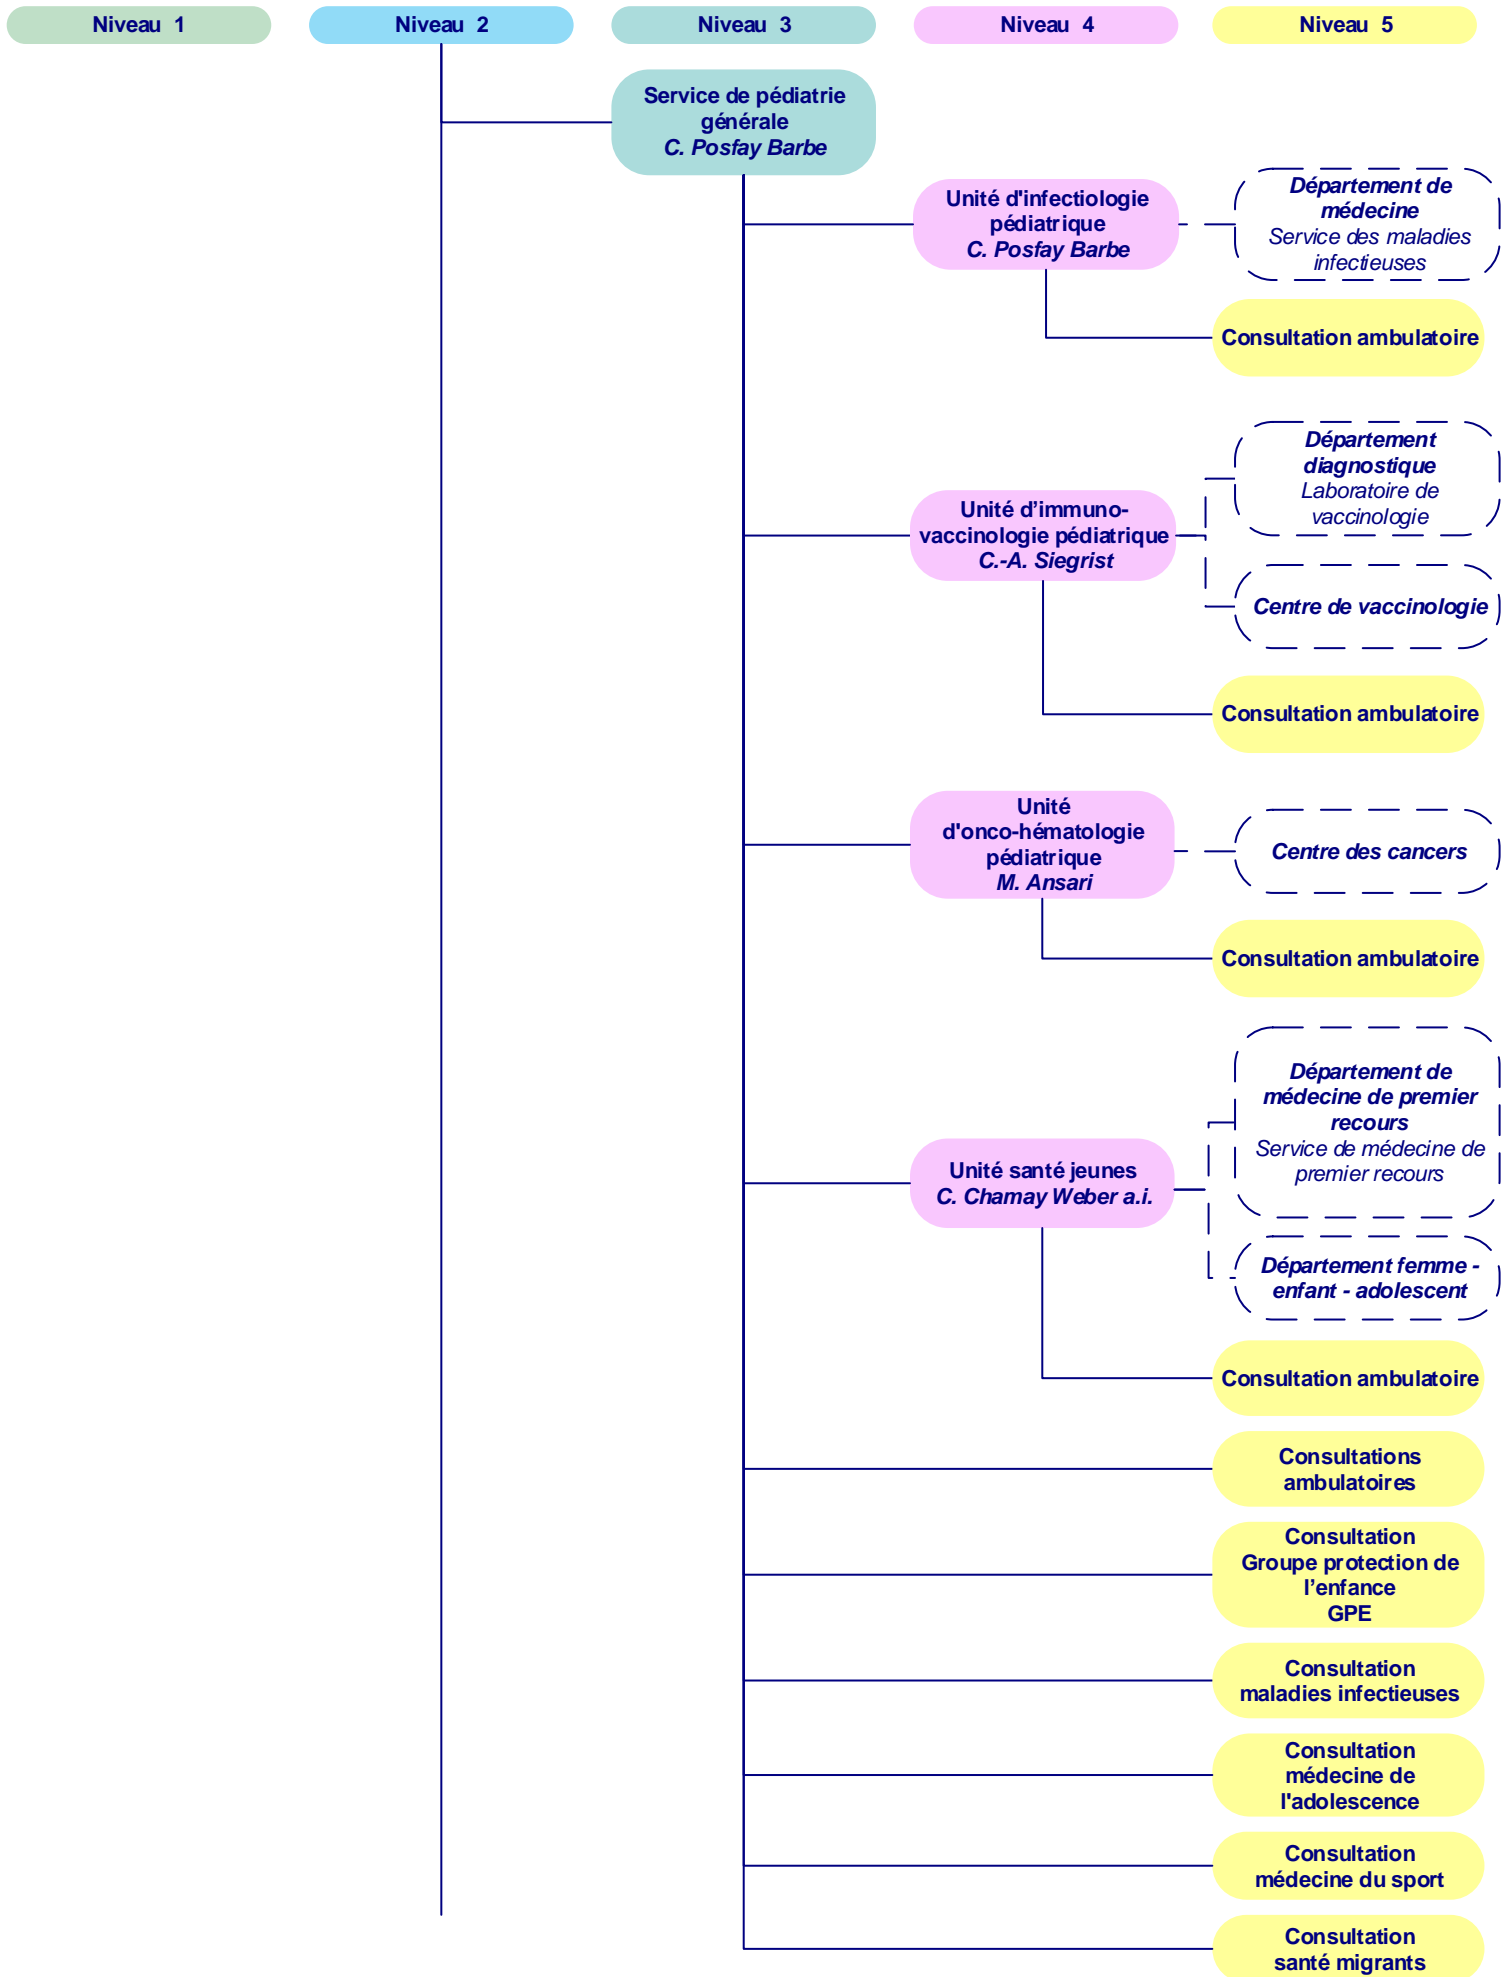 Niveau 1
Niveau 2
Niveau 3
Niveau 4
Niveau 5
Service de pédiatrie
générale
C. Posfay Barbe
Unité d'infectiologie
pédiatrique
C. Posfay Barbe
Département de
médecine
Service des maladies
infectieuses
Consultation ambulatoire
Département
diagnostique
Laboratoire de
vaccinologie
Unité d’immuno-
vaccinologie pédiatrique
C.-A. Siegrist
Centre de vaccinologie
Consultation ambulatoire
Unité
d'onco-hématologie
pédiatrique
M. Ansari
Centre des cancers
Consultation ambulatoire
Département de
médecine de premier
recours
Service de médecine de
premier recours
Unité santé jeunes
C. Chamay Weber a.i.
Département femme -
enfant - adolescent
Consultation ambulatoire
Consultations
ambulatoires
Consultation
Groupe protection de
l’enfance
GPE
Consultation
maladies infectieuses
Consultation
médecine de
l'adolescence
Consultation
médecine du sport
Consultation
santé migrants